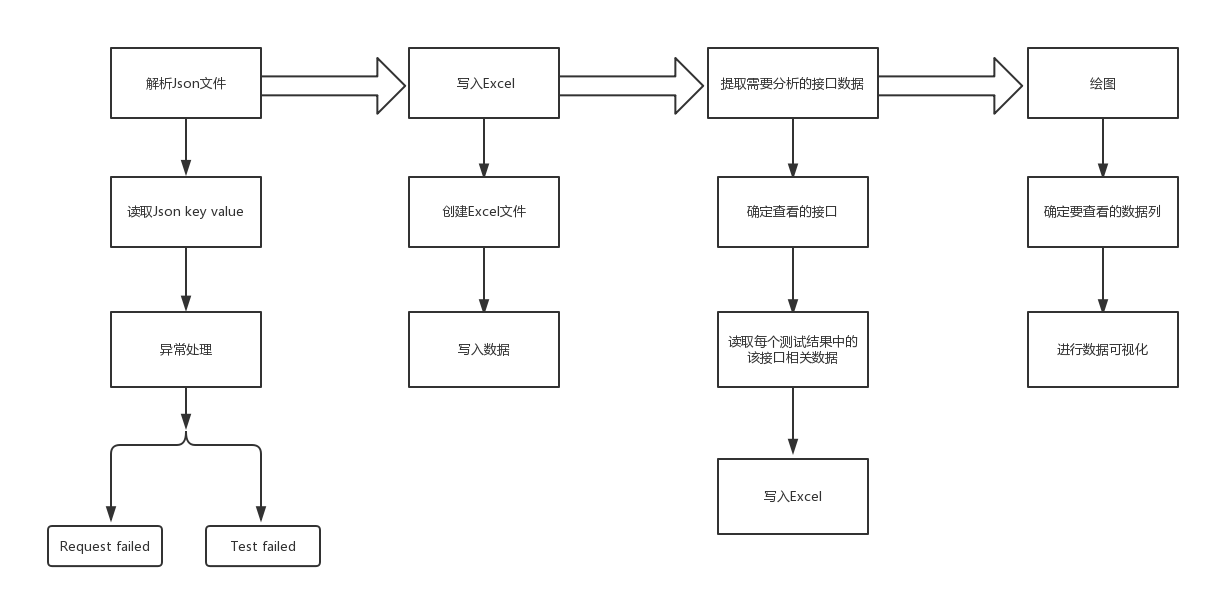 解析Json文件
写入Excel
提取需要分析的接口数据
绘图
读取Json key value
创建Excel文件
确定查看的接口
确定要查看的数据列
异常处理
写入数据
读取每个测试结果中的
该接口相关数据
进行数据可视化
写入Excel
Request failed
Test failed